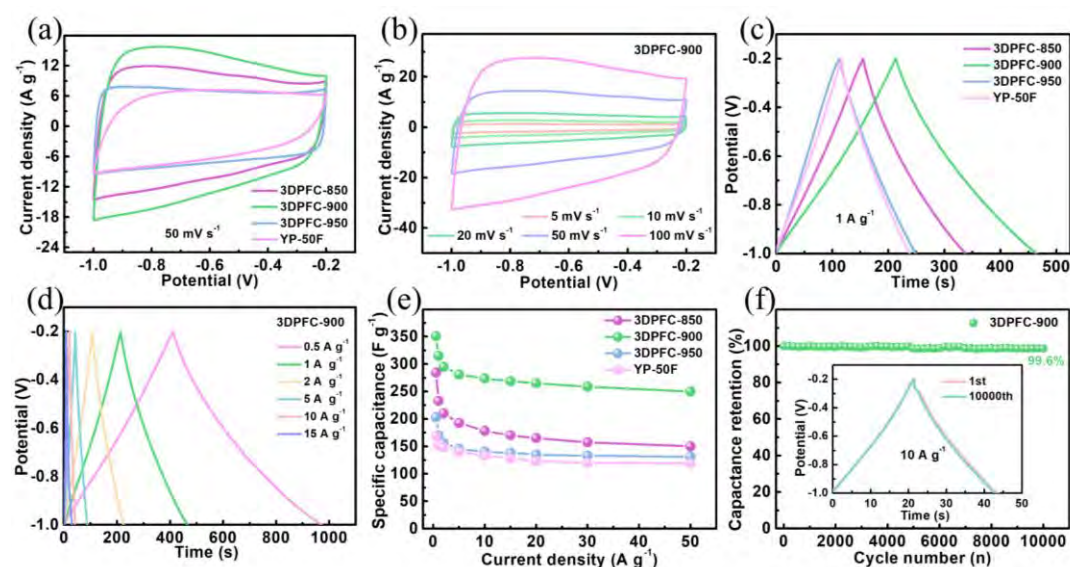 (a)
12
6
0
-6
-12
-18
-24
Current density (A g⁻¹)
3DPFC-850
3DPFC-900
3DPFC-950
YP-50F
50 mV s⁻¹
-1.0 -0.8 -0.6 -0.4 -0.2
Potential (V)
(b)
3DPFC-900
20
0
-20
-40
Current density (A g⁻¹)
5 mV s⁻¹ 10 mV s⁻¹
20 mV s⁻¹ 50 mV s⁻¹ 100 mV s⁻¹
-1.0 -0.8 -0.6 -0.4 -0.2
Potential (V)
(c)
-0.2
-0.4
-0.6
-0.8
-1.0
Potential (V)
3DPFC-850
3DPFC-900
3DPFC-950
YP-50F
1 A g⁻¹
0 100 200 300 400 500
Time (s)
(d)
3DPFC-900
-0.2
-0.4
-0.6
-0.8
-1.0
Potential (V)
0.5 A g⁻¹
1 A g⁻¹
2 A g⁻¹
5 A g⁻¹
10 A g⁻¹
15 A g⁻¹
0 200 400 600 800 1000
Time (s)
(e)
350
300
250
200
150
100
50
0
Specific capacitance (F g⁻¹)
3DPFC-850
3DPFC-900
3DPFC-950
YP-50F
0 10 20 30 40 50
Current density (A g⁻¹)
(f)
3DPFC-900
100
80
60
40
20
0
Capactance retention (%)
99.6%
-0.2
-0.4
-0.6
-0.8
-1.0
Potential (V)
1st
10000th
10 A g⁻¹
0 10 20 30 40 50
Time (s)
0 2000 4000 6000 8000 10000
Cycle number (n)